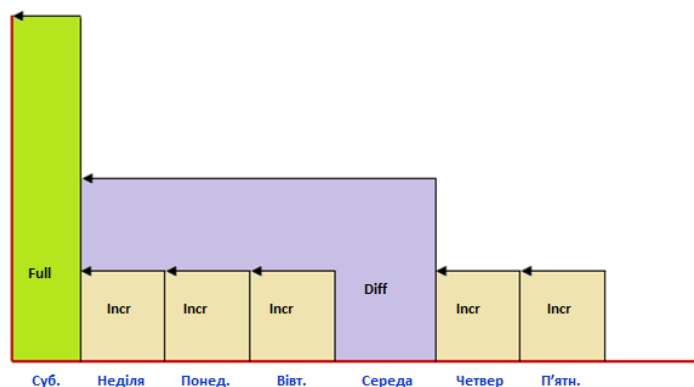 Full
Incr
Incr
Incr
Diff
Incr
Incr
Суб.
Неділя
Понед.
Вівт.
Середа
Четвер
П'ятн.